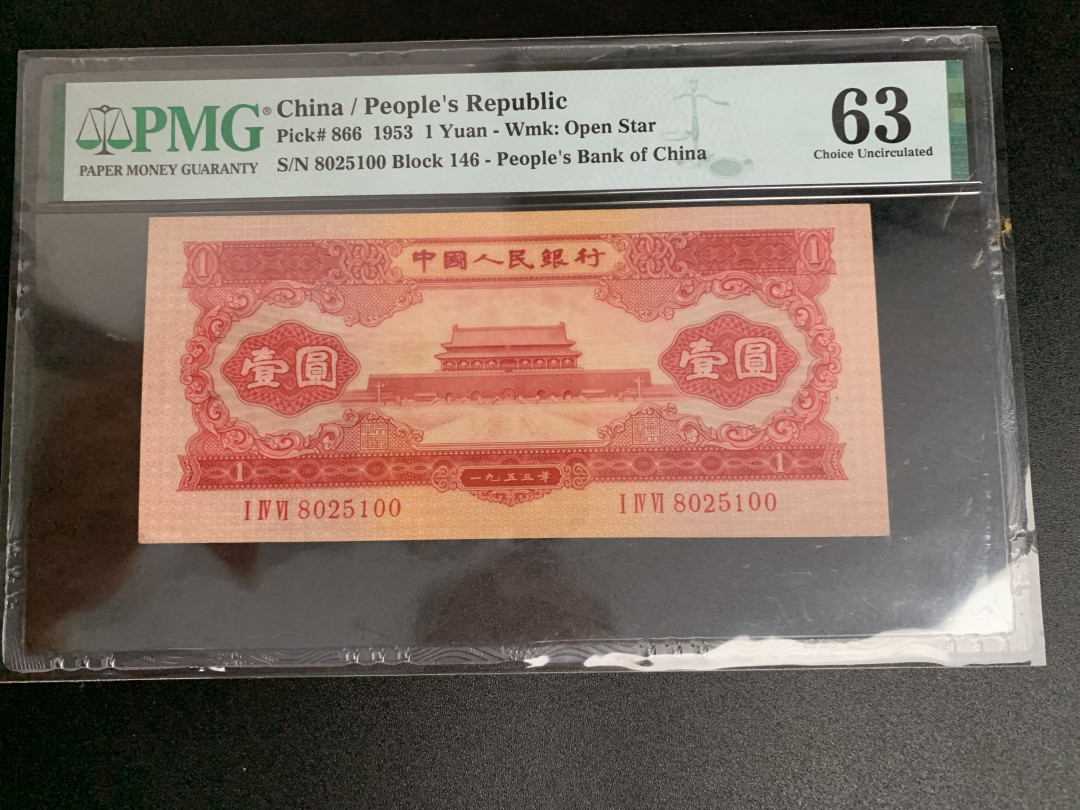 PMG®
PAPER MONEY GUARANTY
China / People's Republic
Pick# 866 1953 1 Yuan - Wmk: Open Star
S/N 8025100 Block 146 - People's Bank of China
63
Choice Uncirculated
1 中國人民銀行 1
壹圓 壹圓
1 一九五三年 1
I IV VI 8025100 I IV VI 8025100